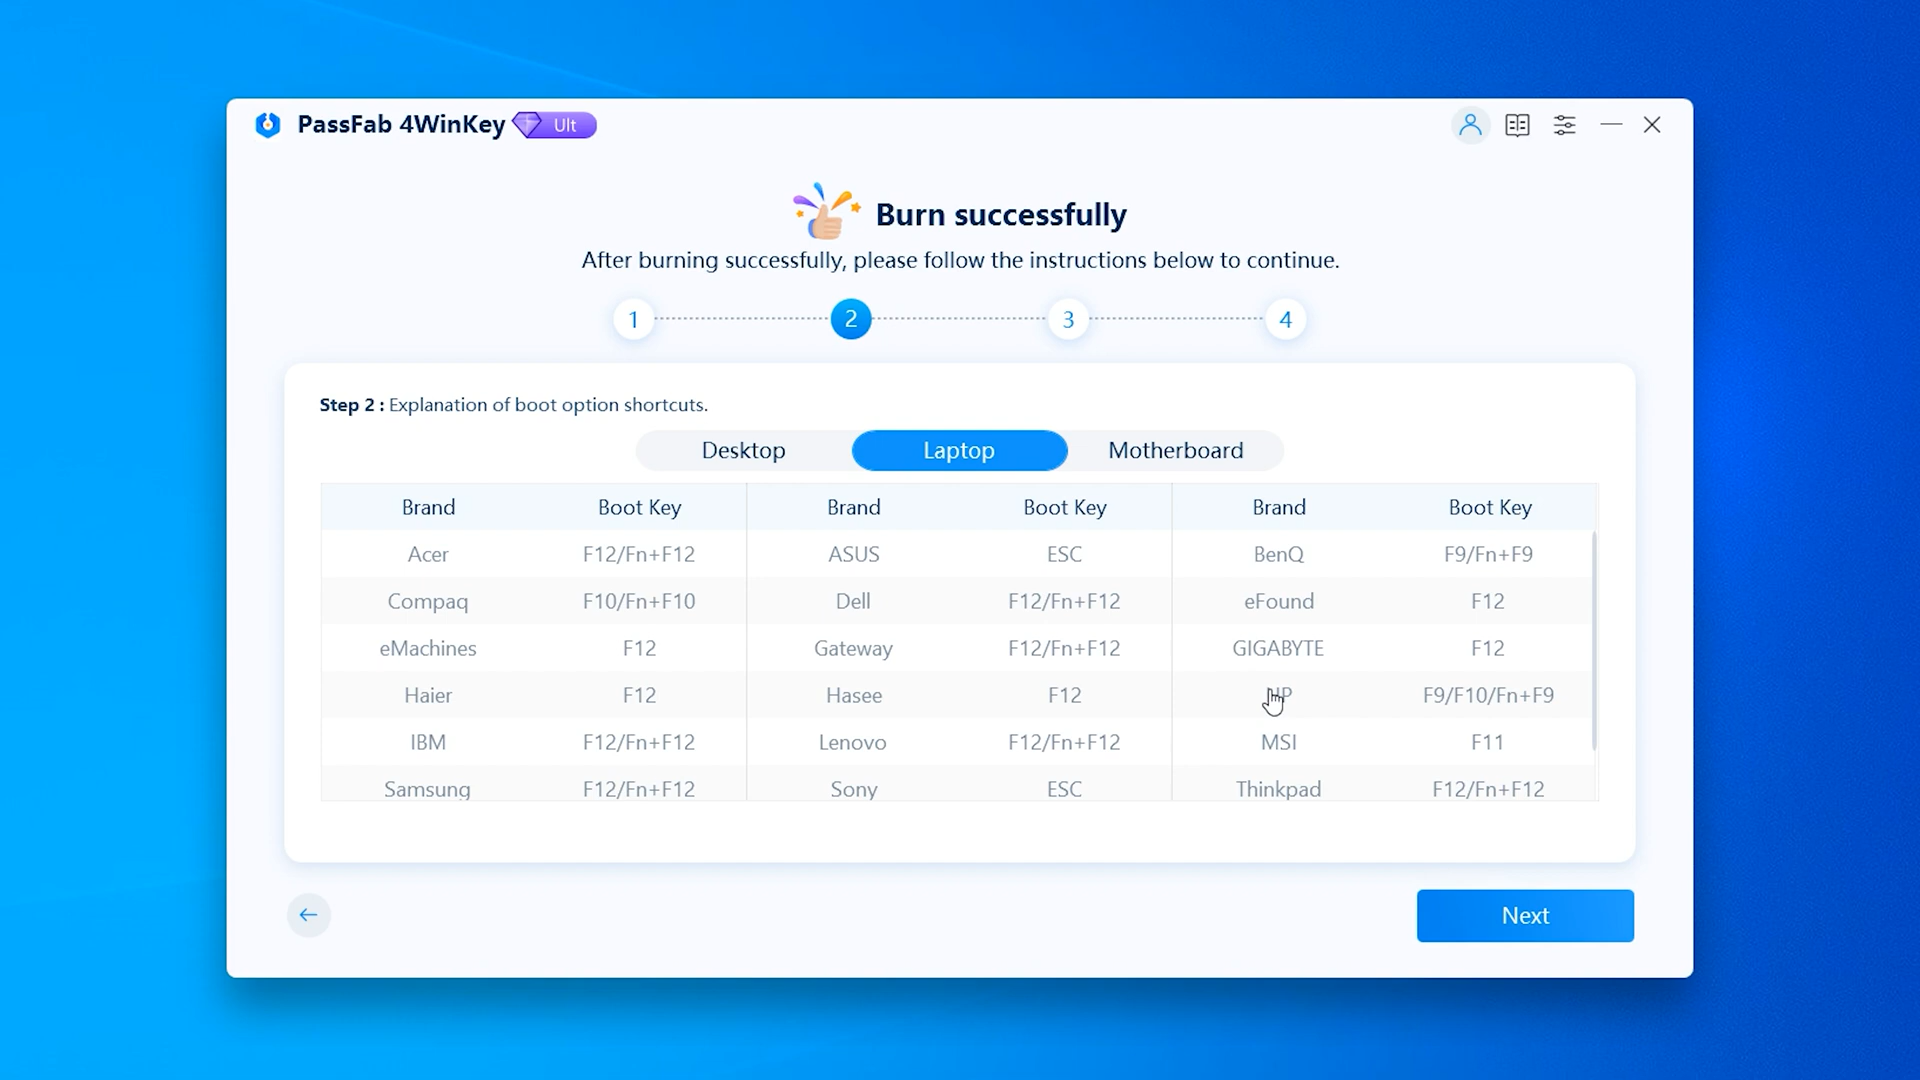 PassFab 4WinKey Ult
Burn successfully
After burning successfully, please follow the instructions below to continue.
1 2 3 4
Step 2 : Explanation of boot option shortcuts.
Desktop Laptop Motherboard
Brand Boot Key Brand Boot Key Brand Boot Key
Acer F12/Fn+F12 ASUS ESC BenQ F9/Fn+F9
Compaq F10/Fn+F10 Dell F12/Fn+F12 eFound F12
eMachines F12 Gateway F12/Fn+F12 GIGABYTE F12
Haier F12 Hasee F12 HP F9/F10/Fn+F9
IBM F12/Fn+F12 Lenovo F12/Fn+F12 MSI F11
Samsung F12/Fn+F12 Sony ESC Thinkpad F12/Fn+F12
Next